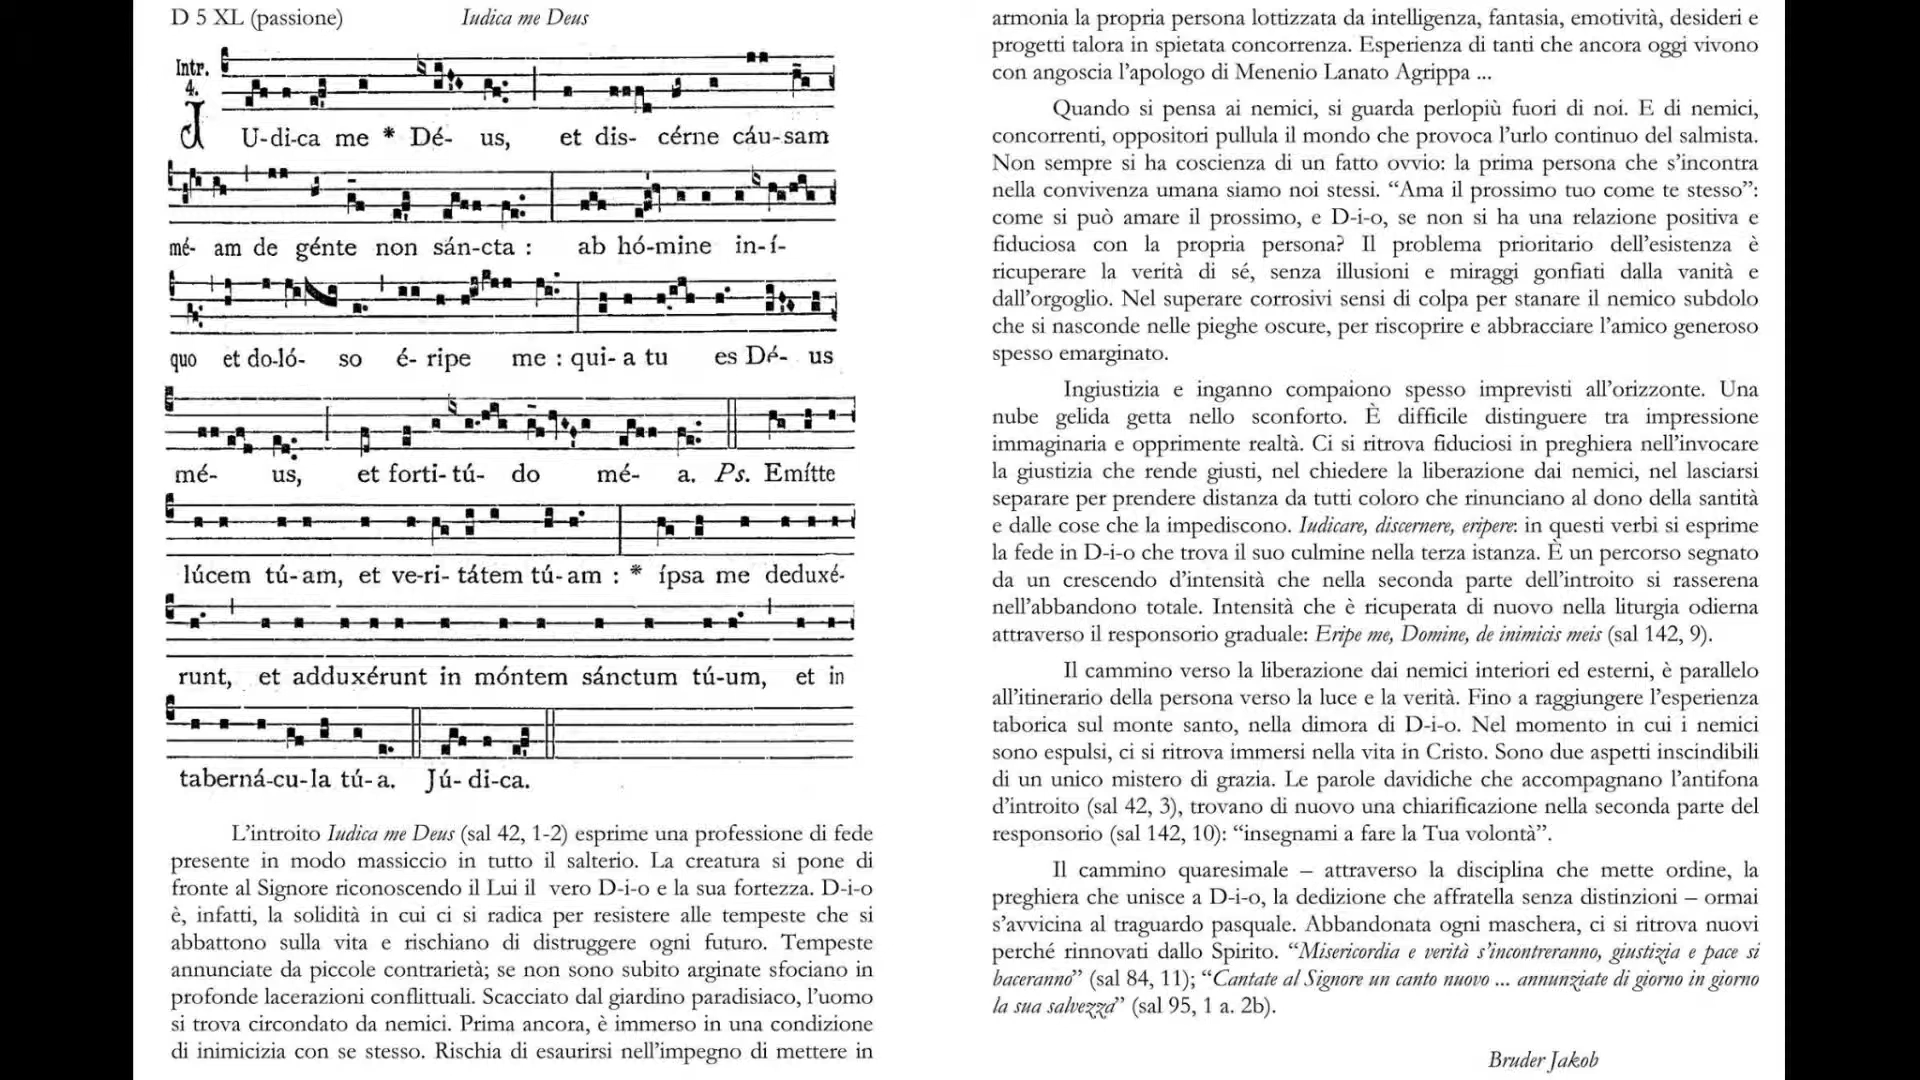 D 5 XL (passione) Iudica me Deus
Intr.
4.
JU-di-ca me * Dé- us, et dis- cérne cáu-sam
mé- am de génte non sán-cta : ab hó-mine in-í-
quo et do-ló- so é- ripe me : qui- a tu es Dé- us
mé- us, et forti-tú- do mé- a. Ps. Emítte
lúcem tú-am, et ve-ri- tátem tú-am : * ípsa me deduxé-
runt, et adduxérunt in móntem sánctum tú-um, et in
taberná-cu-la tú-a. Jú- di-ca.
L’introito Iudica me Deus (sal 42, 1-2) esprime una professione di fede
presente in modo massiccio in tutto il salterio. La creatura si pone di
fronte al Signore riconoscendo il Lui il vero D-i-o e la sua fortezza. D-i-o
è, infatti, la solidità in cui ci si radica per resistere alle tempeste che si
abbattono sulla vita e rischiano di distruggere ogni futuro. Tempeste
annunciate da piccole contrarietà; se non sono subito arginate sfociano in
profonde lacerazioni conflittuali. Scacciato dal giardino paradisiaco, l’uomo
si trova circondato da nemici. Prima ancora, è immerso in una condizione
di inimicizia con se stesso. Rischia di esaurirsi nell’impegno di mettere in
armonia la propria persona lottizzata da intelligenza, fantasia, emotività, desideri e
progetti talora in spietata concorrenza. Esperienza di tanti che ancora oggi vivono
con angoscia l’apologo di Menenio Lanato Agrippa ...
Quando si pensa ai nemici, si guarda perlopiù fuori di noi. E di nemici,
concorrenti, oppositori pullula il mondo che provoca l’urlo continuo del salmista.
Non sempre si ha coscienza di un fatto ovvio: la prima persona che s’incontra
nella convivenza umana siamo noi stessi. “Ama il prossimo tuo come te stesso”:
come si può amare il prossimo, e D-i-o, se non si ha una relazione positiva e
fiduciosa con la propria persona? Il problema prioritario dell’esistenza è
ricuperare la verità di sé, senza illusioni e miraggi gonfiati dalla vanità e
dall’orgoglio. Nel superare corrosivi sensi di colpa per stanare il nemico subdolo
che si nasconde nelle pieghe oscure, per riscoprire e abbracciare l’amico generoso
spesso emarginato.
Ingiustizia e inganno compaiono spesso imprevisti all’orizzonte. Una
nube gelida getta nello sconforto. È difficile distinguere tra impressione
immaginaria e opprimente realtà. Ci si ritrova fiduciosi in preghiera nell’invocare
la giustizia che rende giusti, nel chiedere la liberazione dai nemici, nel lasciarsi
separare per prendere distanza da tutti coloro che rinunciano al dono della santità
e dalle cose che la impediscono. Iudicare, discernere, eripere: in questi verbi si esprime
la fede in D-i-o che trova il suo culmine nella terza istanza. È un percorso segnato
da un crescendo d’intensità che nella seconda parte dell’introito si rasserena
nell’abbandono totale. Intensità che è ricuperata di nuovo nella liturgia odierna
attraverso il responsorio graduale: Eripe me, Domine, de inimicis meis (sal 142, 9).
Il cammino verso la liberazione dai nemici interiori ed esterni, è parallelo
all’itinerario della persona verso la luce e la verità. Fino a raggiungere l’esperienza
taborica sul monte santo, nella dimora di D-i-o. Nel momento in cui i nemici
sono espulsi, ci si ritrova immersi nella vita in Cristo. Sono due aspetti inscindibili
di un unico mistero di grazia. Le parole davidiche che accompagnano l’antifona
d’introito (sal 42, 3), trovano di nuovo una chiarificazione nella seconda parte del
responsorio (sal 142, 10): “insegnami a fare la Tua volontà”.
Il cammino quaresimale – attraverso la disciplina che mette ordine, la
preghiera che unisce a D-i-o, la dedizione che affratella senza distinzioni – ormai
s’avvicina al traguardo pasquale. Abbandonata ogni maschera, ci si ritrova nuovi
perché rinnovati dallo Spirito. “Misericordia e verità s’incontreranno, giustizia e pace si
baceranno” (sal 84, 11); “Cantate al Signore un canto nuovo ... annunziate di giorno in giorno
la sua salvezza” (sal 95, 1 a. 2b).
Bruder Jakob